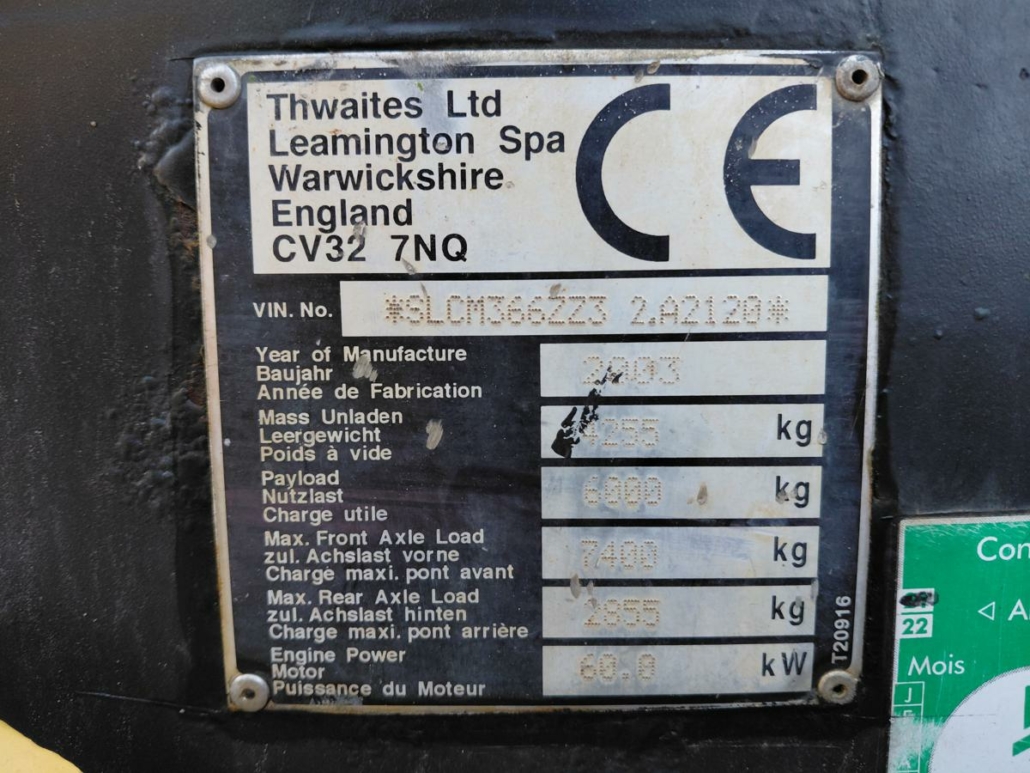 Thwaites Ltd
Leamington Spa
Warwickshire
England
CV32 7NQ
CE
VIN. No. *SLCM366ZZ3 2.A2120*
Year of Manufacture
Baujahr
Année de Fabrication
2003
Mass Unladen
Leergewicht
Poids à vide
4255 kg
Payload
Nutzlast
Charge utile
6000 kg
Max. Front Axle Load
zul. Achslast vorne
Charge maxi. pont avant
7400 kg
Max. Rear Axle Load
zul. Achslast hinten
Charge maxi. pont arrière
2855 kg
Engine Power
Motor
Puissance du Moteur
60.0 kW
T20916
Con
◁ A
22
Mois
J